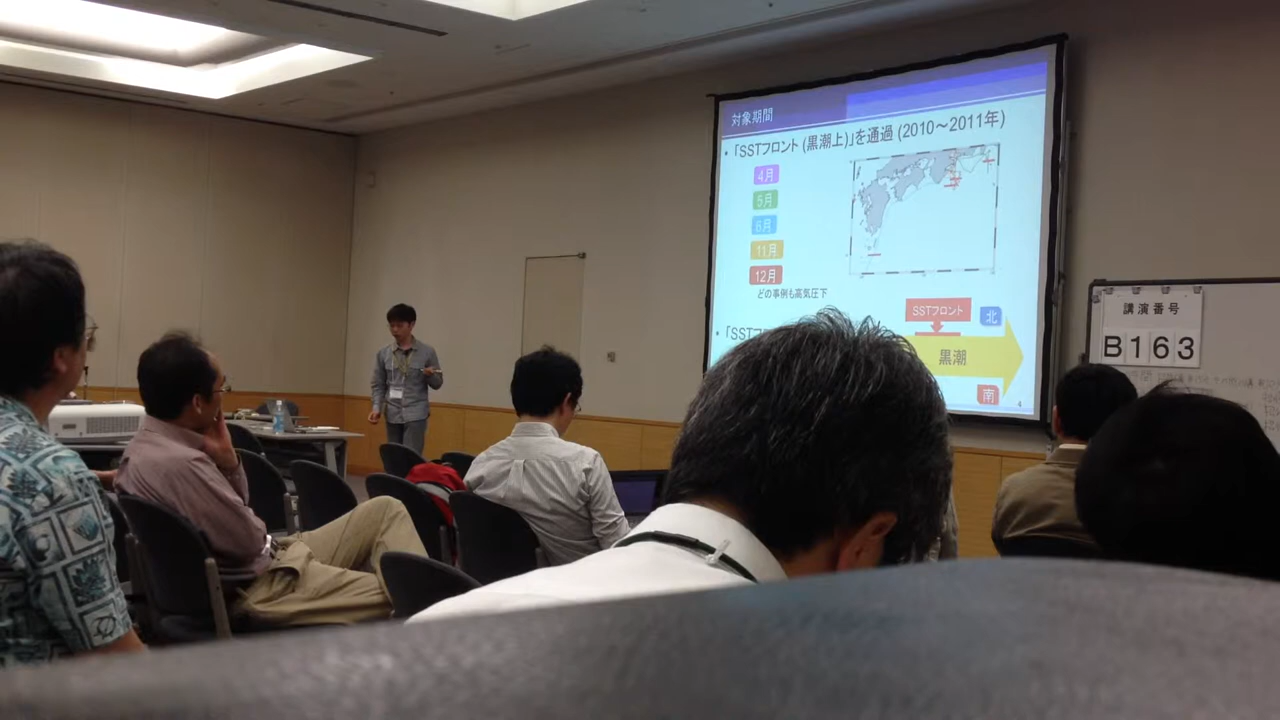 対象期間
・「SSTフロント (黒潮上)」を通過 (2010～2011年)
4月
5月
6月
11月
12月
どの事例も高気圧下
・「SST
SSTフロント
北
黒潮
南
4
講演番号
B163